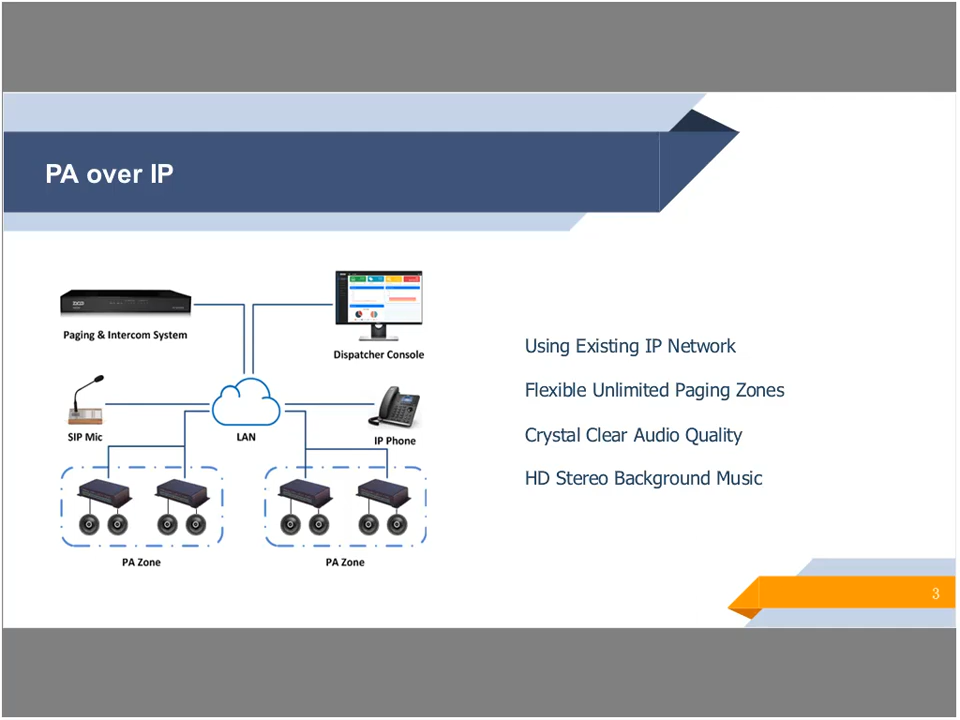 PA over IP
Paging & Intercom System
Dispatcher Console
SIP Mic
LAN
IP Phone
PA Zone
PA Zone
Using Existing IP Network
Flexible Unlimited Paging Zones
Crystal Clear Audio Quality
HD Stereo Background Music
3